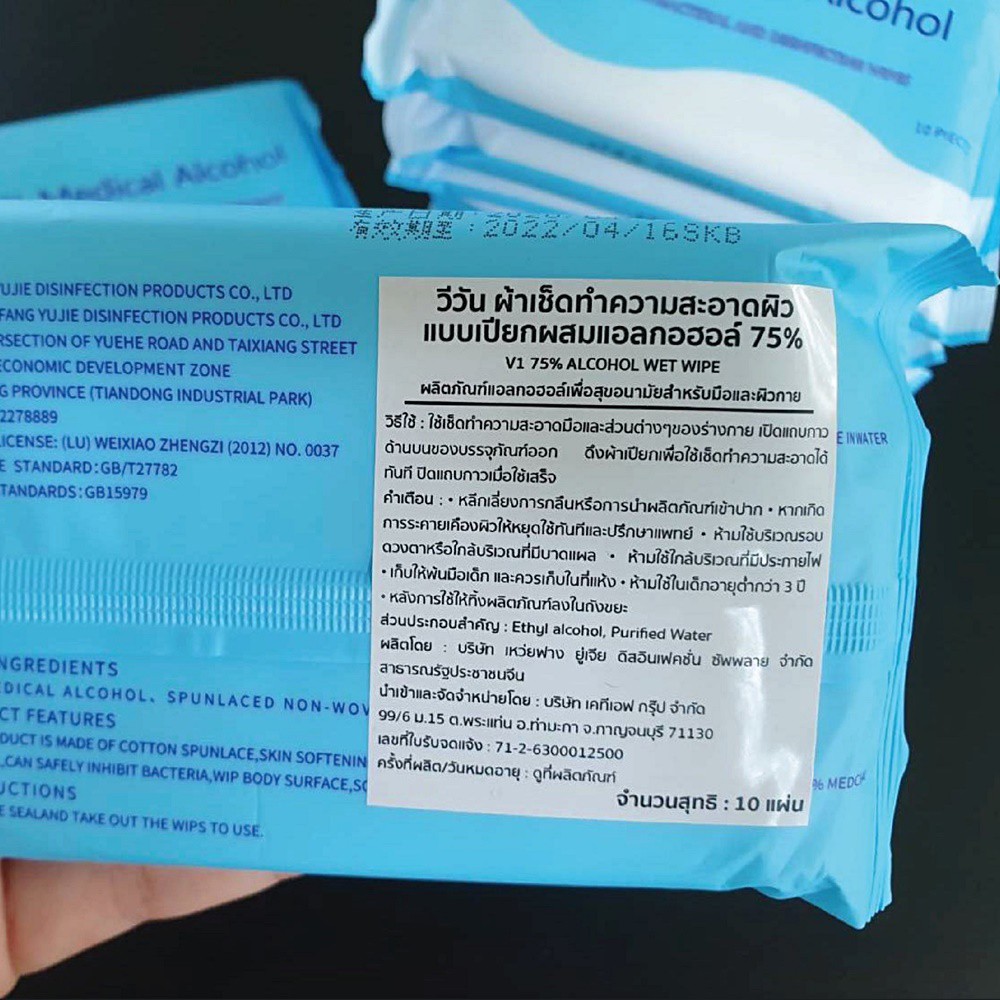 lcohol
10 PIECES
Medical Alcohol
有效期至:2022/04/16SKB
UJIE DISINFECTION PRODUCTS CO., LTD
FANG YUJIE DISINFECTION PRODUCTS CO., LTD
RSECTION OF YUEHE ROAD AND TAIXIANG STREET
ECONOMIC DEVELOPMENT ZONE
G PROVINCE (TIANDONG INDUSTRIAL PARK)
2278889
ICENSE: (LU) WEIXIAO ZHENGZI (2012) NO. 0037
E STANDARD:GB/T27782
TANDARDS:GB15979
NGREDIENTS
EDICAL ALCOHOL、SPUNLACED NON-WOV
CT FEATURES
DUCT IS MADE OF COTTON SPUNLACE,SKIN SOFTENIN
,CAN SAFELY INHIBIT BACTERIA,WIP BODY SURFACE,SC
UCTIONS
E SEALAND TAKE OUT THE WIPS TO USE.
วีวัน ผ้าเช็ดทำความสะอาดผิว
แบบเปียกผสมแอลกอฮอล์ 75%
V1 75% ALCOHOL WET WIPE
ผลิตภัณฑ์แอลกอฮอล์เพื่อสุขอนามัยสำหรับมือและผิวกาย
วิธีใช้ : ใช้เช็ดทำความสะอาดมือและส่วนต่างๆของร่างกาย เปิดแถบกาว
ด้านบนของบรรจุภัณฑ์ออก ดึงผ้าเปียกเพื่อใช้เช็ดทำความสะอาดได้
ทันที ปิดแถบกาวเมื่อใช้เสร็จ
คำเตือน : • หลีกเลี่ยงการกลืนหรือการนำผลิตภัณฑ์เข้าปาก • หากเกิด
การระคายเคืองผิวให้หยุดใช้ทันทีและปรึกษาแพทย์ • ห้ามใช้บริเวณรอบ
ดวงตาหรือใกล้บริเวณที่มีบาดแผล • ห้ามใช้ใกล้บริเวณที่มีประกายไฟ
• เก็บให้พ้นมือเด็ก และควรเก็บในที่แห้ง • ห้ามใช้ในเด็กอายุต่ำกว่า 3 ปี
• หลังการใช้ให้ทิ้งผลิตภัณฑ์ลงในถังขยะ
ส่วนประกอบสำคัญ : Ethyl alcohol, Purified Water
ผลิตโดย : บริษัท เหว่ยฟาง ยู่เจีย ดิสอินเฟคชั่น ซัพพลาย จำกัด
สาธารณรัฐประชาชนจีน
นำเข้าและจัดจำหน่ายโดย : บริษัท เคทีเอฟ กรุ๊ป จำกัด
99/6 ม.15 ต.พระแท่น อ.ท่ามะกา จ.กาญจนบุรี 71130
เลขที่ใบรับจดแจ้ง : 71-2-6300012500
ครั้งที่ผลิต/วันหมดอายุ : ดูที่ผลิตภัณฑ์
จำนวนสุทธิ : 10 แผ่น
E IN WATER
% MEDCIA